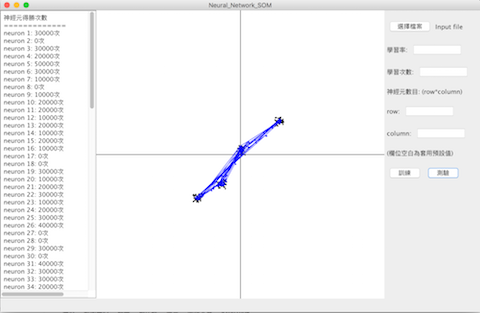 Neural_Network_SOM
神經元得勝次數
=============
neuron 1: 30000次
neuron 2: 0次
neuron 3: 30000次
neuron 4: 20000次
neuron 5: 50000次
neuron 6: 30000次
neuron 7: 10000次
neuron 8: 0次
neuron 9: 10000次
neuron 10: 20000次
neuron 11: 20000次
neuron 12: 10000次
neuron 13: 20000次
neuron 14: 10000次
neuron 15: 20000次
neuron 16: 10000次
neuron 17: 0次
neuron 18: 0次
neuron 19: 30000次
neuron 20: 10000次
neuron 21: 20000次
neuron 22: 30000次
neuron 23: 10000次
neuron 24: 20000次
neuron 25: 30000次
neuron 26: 40000次
neuron 27: 0次
neuron 28: 0次
neuron 29: 30000次
neuron 30: 0次
neuron 31: 40000次
neuron 32: 30000次
neuron 33: 30000次
neuron 34: 20000次
選擇檔案 Input file
學習率:
學習次數:
神經元數目: (row*column)
row:
column:
(欄位空白為套用預設值)
訓練 測驗